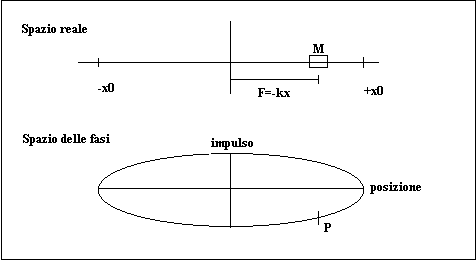 Spazio reale
M
-x0
F=-kx
+x0
Spazio delle fasi
impulso
posizione
P